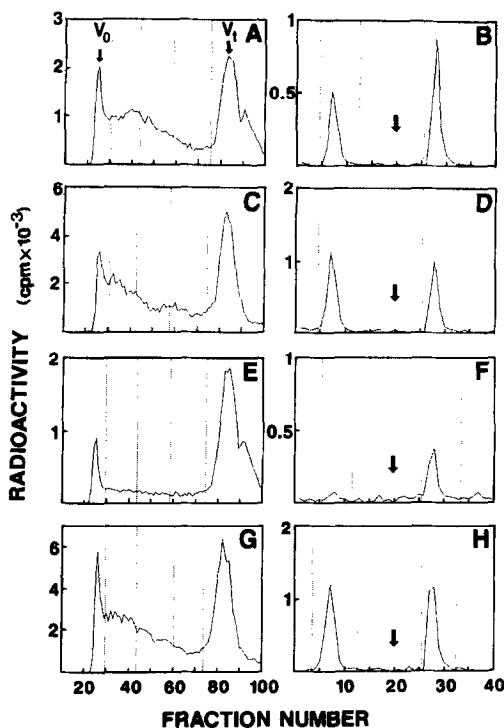 V₀ Vₜ A
3
2
1
B
1
0.5
C
6
4
2
D
2
1
E
2
1
F
1
0.5
G
6
4
2
20 40 60 80 100
H
2
1
10 20 30 40
RADIOACTIVITY (cpm×10⁻³)
FRACTION NUMBER